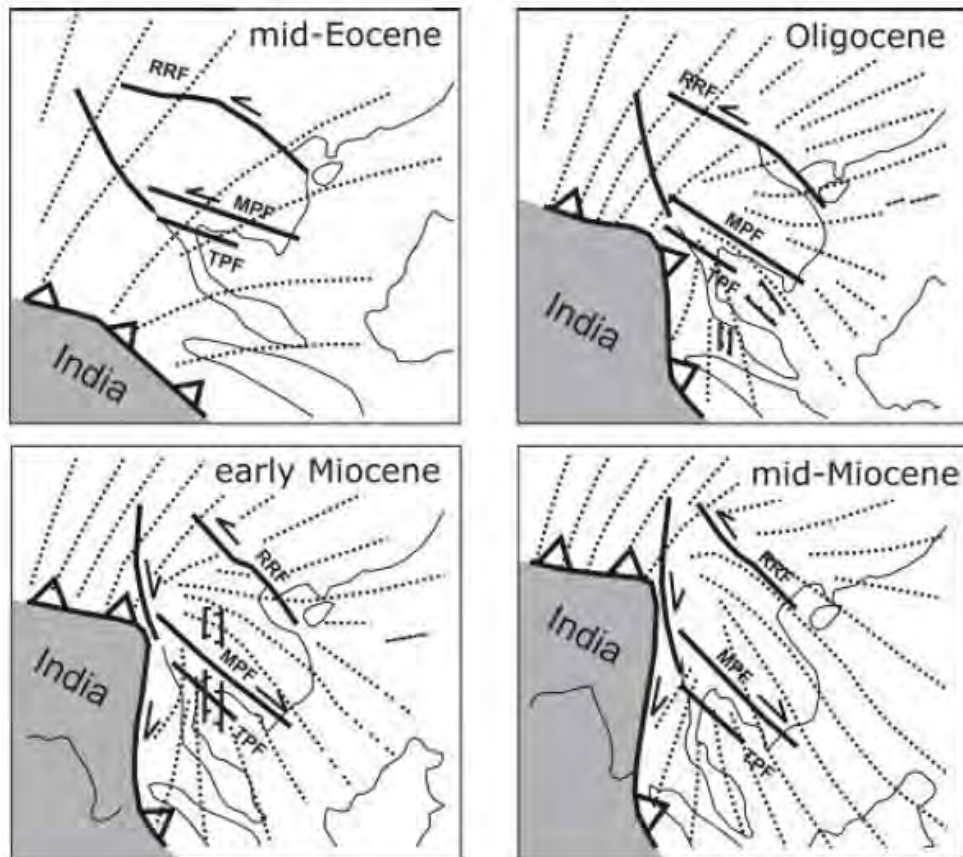 mid-Eocene
RRF
MPF
TPF
India
Oligocene
RRF
MPF
TPF
India
early Miocene
RRF
MPF
TPF
India
mid-Miocene
RRF
MPF
TPF
India